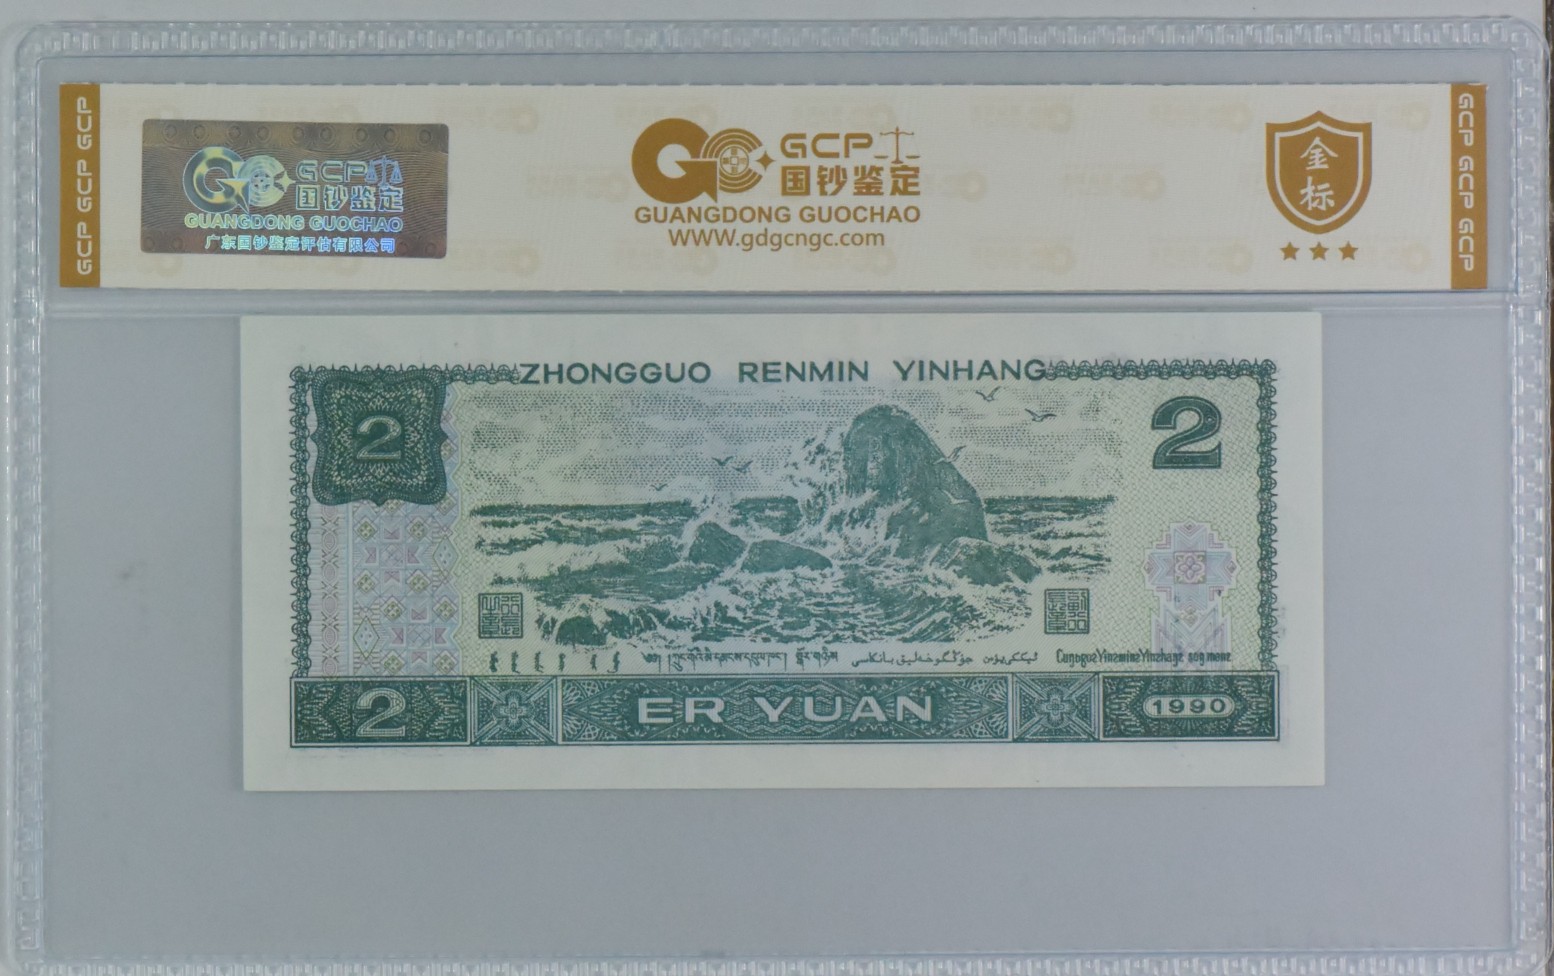 GCP GCP GCP
GCP
国钞鉴定
GUANGDONG GUOCHAO
广东国钞鉴定评估有限公司
GCP
国钞鉴定
GUANGDONG GUOCHAO
WWW.gdgcngc.com
金
标
GCP GCP GCP
ZHONGGUO RENMIN YINHANG
2
2
2
ER YUAN
1990